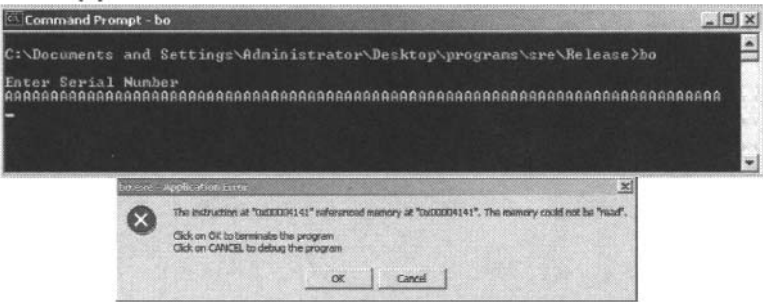 Command Prompt - bo
C:\Documents and Settings\Administrator\Desktop\programs\sre\Release>bo
Enter Serial Number
AAAAAAAAAAAAAAAAAAAAAAAAAAAAAAAAAAAAAAAAAAAAAAAAAAAAAAAAAAAAAAAAAAAAAAAAAAAAAA
bo.exe - Application Error
The instruction at "0x00004141" referenced memory at "0x00004141". The memory could not be "read".
Click on OK to terminate the program
Click on CANCEL to debug the program
OK Cancel